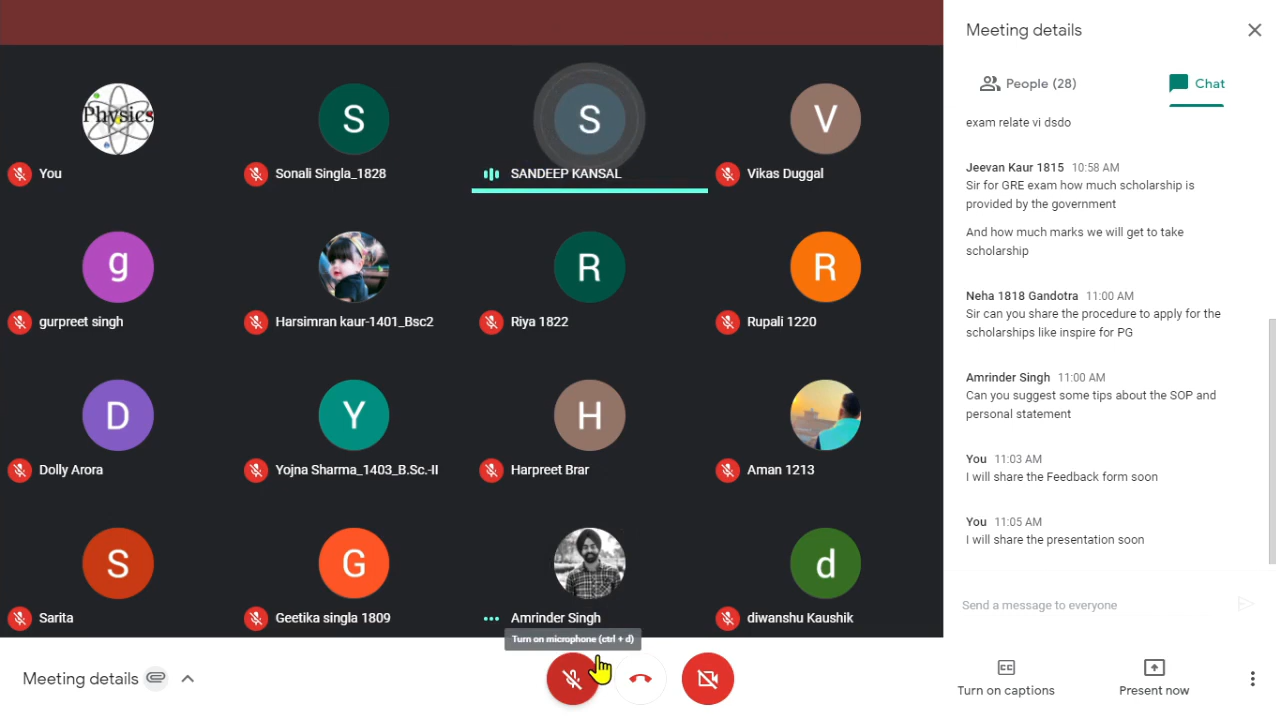 Meeting details
People (28)
Chat
exam relate vi dsdo
Jeevan Kaur 1815 10:58 AM
Sir for GRE exam how much scholarship is
provided by the government
And how much marks we will get to take
scholarship
Neha 1818 Gandotra 11:00 AM
Sir can you share the procedure to apply for the
scholarships like inspire for PG
Amrinder Singh 11:00 AM
Can you suggest some tips about the SOP and
personal statement
You 11:03 AM
I will share the Feedback form soon
You 11:05 AM
I will share the presentation soon
Send a message to everyone
Physics
S
S
V
You
Sonali Singla_1828
SANDEEP KANSAL
Vikas Duggal
g
R
R
gurpreet singh
Harsimran kaur-1401_Bsc2
Riya 1822
Rupali 1220
D
Y
H
Dolly Arora
Yojna Sharma_1403_B.Sc.-II
Harpreet Brar
Aman 1213
S
G
d
Sarita
Geetika singla 1809
Amrinder Singh
diwanshu Kaushik
Turn on microphone (ctrl + d)
Meeting details
CC
Turn on captions
Present now